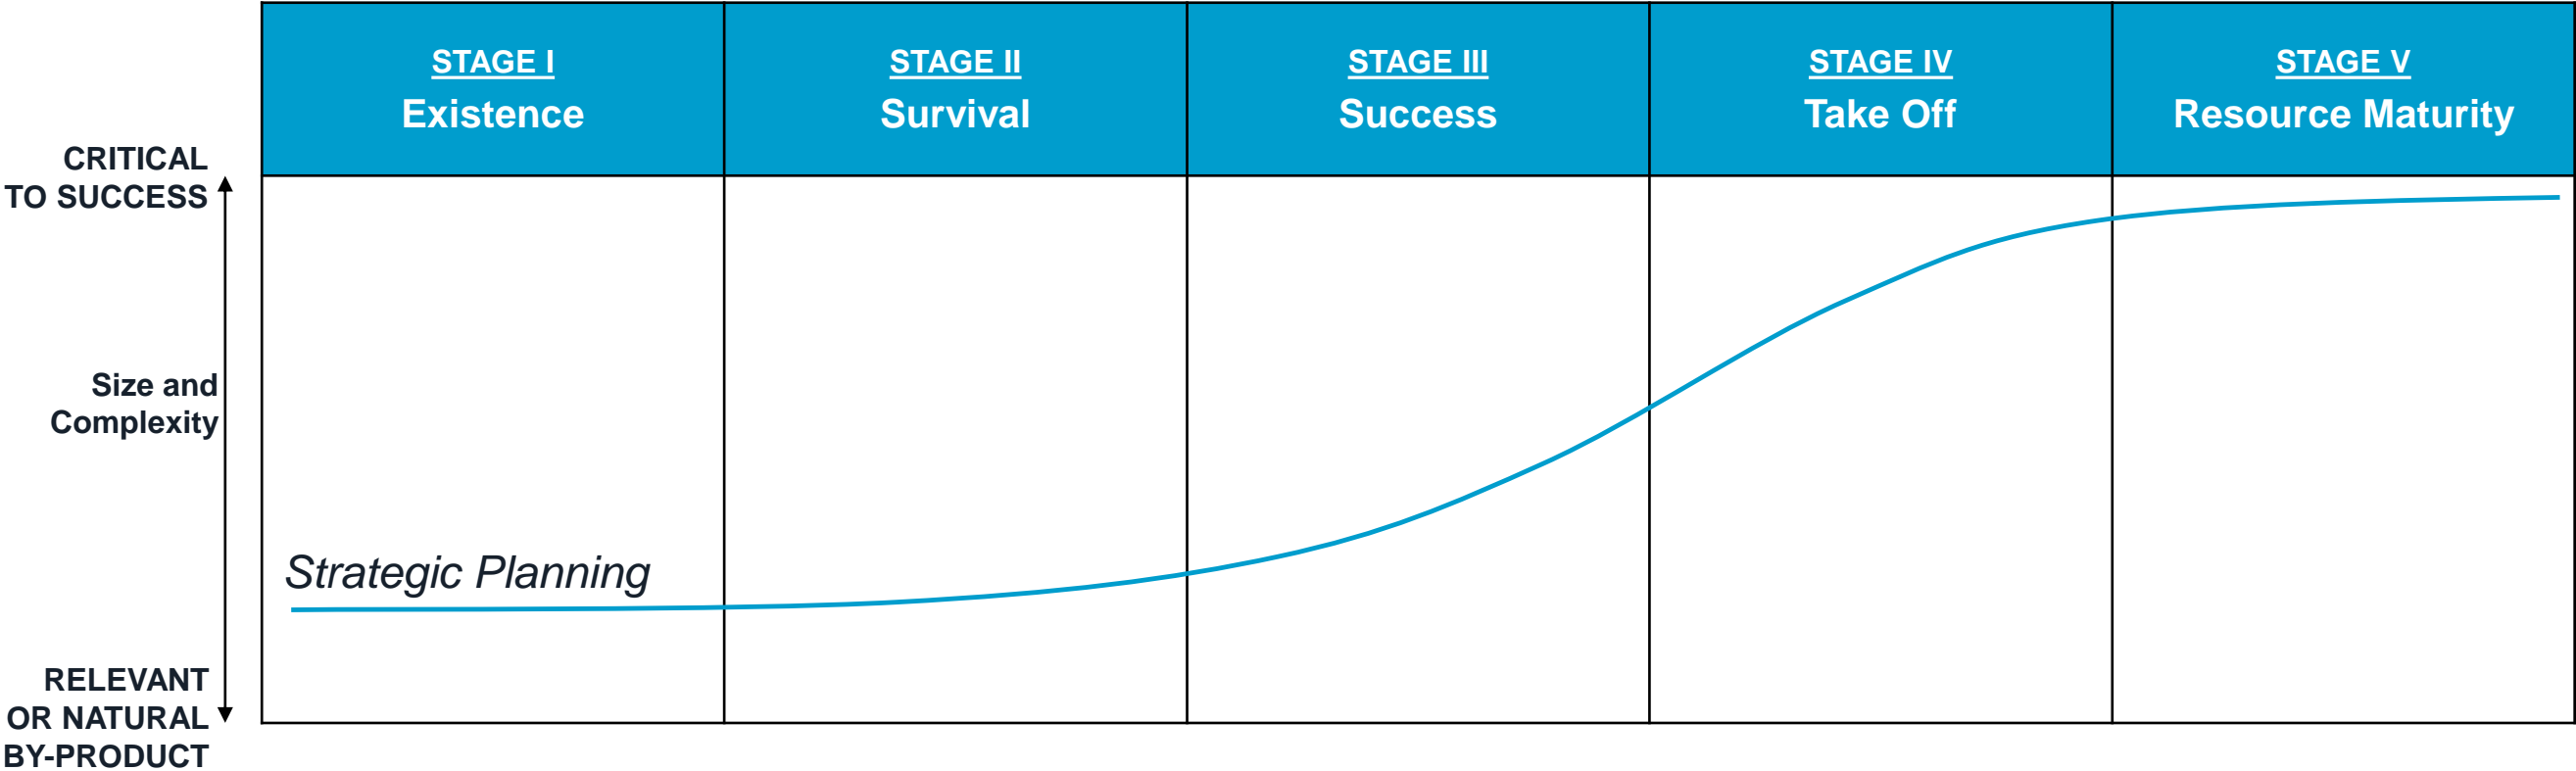 STAGE I
Existence
STAGE II
Survival
STAGE III
Success
STAGE IV
Take Off
STAGE V
Resource Maturity
CRITICAL
TO SUCCESS
Size and
Complexity
Strategic Planning
RELEVANT
OR NATURAL
BY-PRODUCT